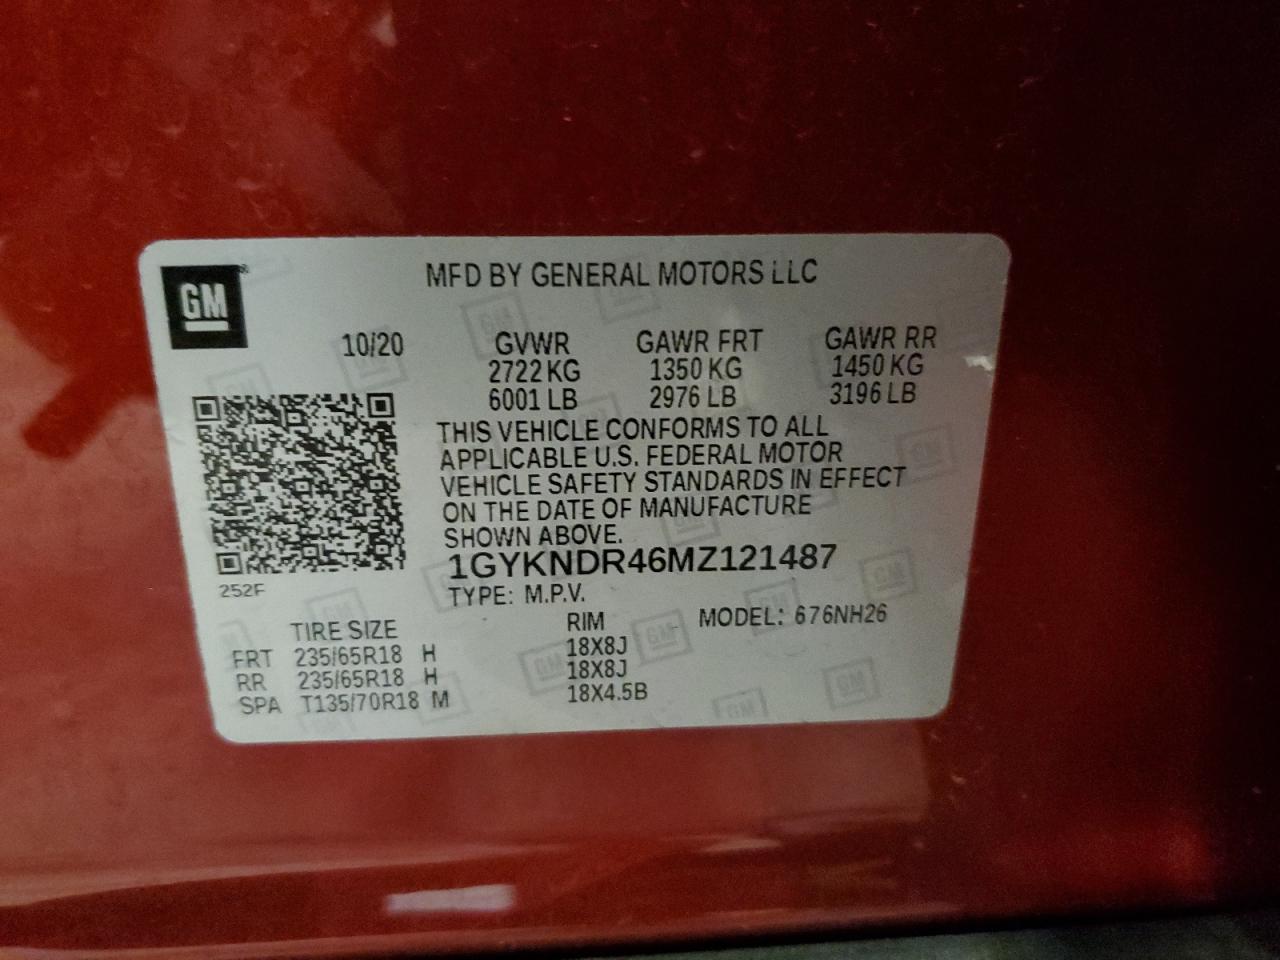 GM
MFD BY GENERAL MOTORS LLC
10/20 GVWR GAWR FRT GAWR RR
2722 KG 1350 KG 1450 KG
6001 LB 2976 LB 3196 LB
THIS VEHICLE CONFORMS TO ALL
APPLICABLE U.S. FEDERAL MOTOR
VEHICLE SAFETY STANDARDS IN EFFECT
ON THE DATE OF MANUFACTURE
SHOWN ABOVE.
1GYKNDR46MZ121487
252F
TYPE: M.P.V.
TIRE SIZE RIM MODEL: 676NH26
FRT 235/65R18 H 18X8J
RR 235/65R18 H 18X8J
SPA T135/70R18 M 18X4.5B